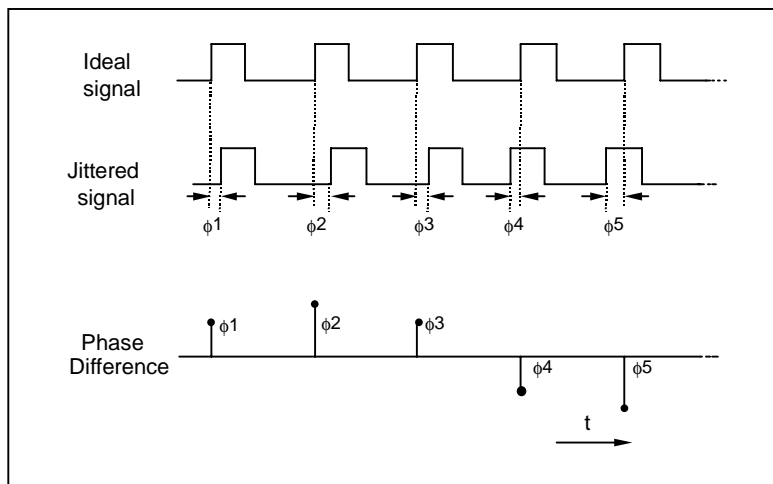 Ideal
signal
Jittered
signal
ϕ1 ϕ2 ϕ3 ϕ4 ϕ5
Phase
Difference
ϕ1 ϕ2 ϕ3 ϕ4 ϕ5
t